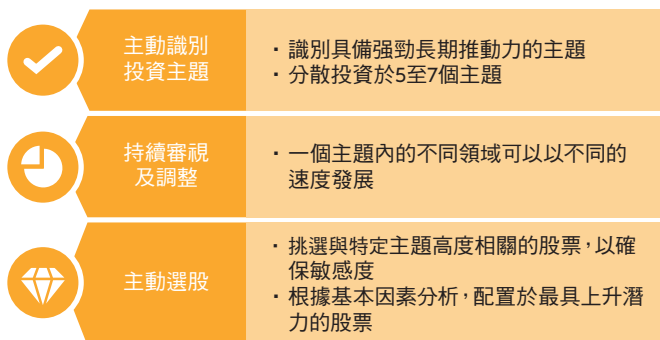 主動識別
投資主題
・識別具備强勁長期推動力的主題
・分散投資於5至7個主題
持續審視
及調整
・一個主題內的不同領域可以以不同的
速度發展
主動選股
・挑選與特定主題高度相關的股票，以確
保敏感度
・根據基本因素分析，配置於最具上升潛
力的股票